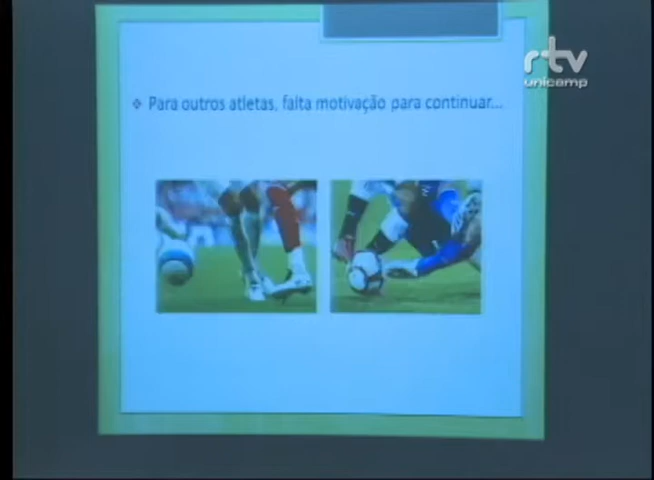 rtv
unicamp
❖ Para outros atletas, falta motivação para continuar...